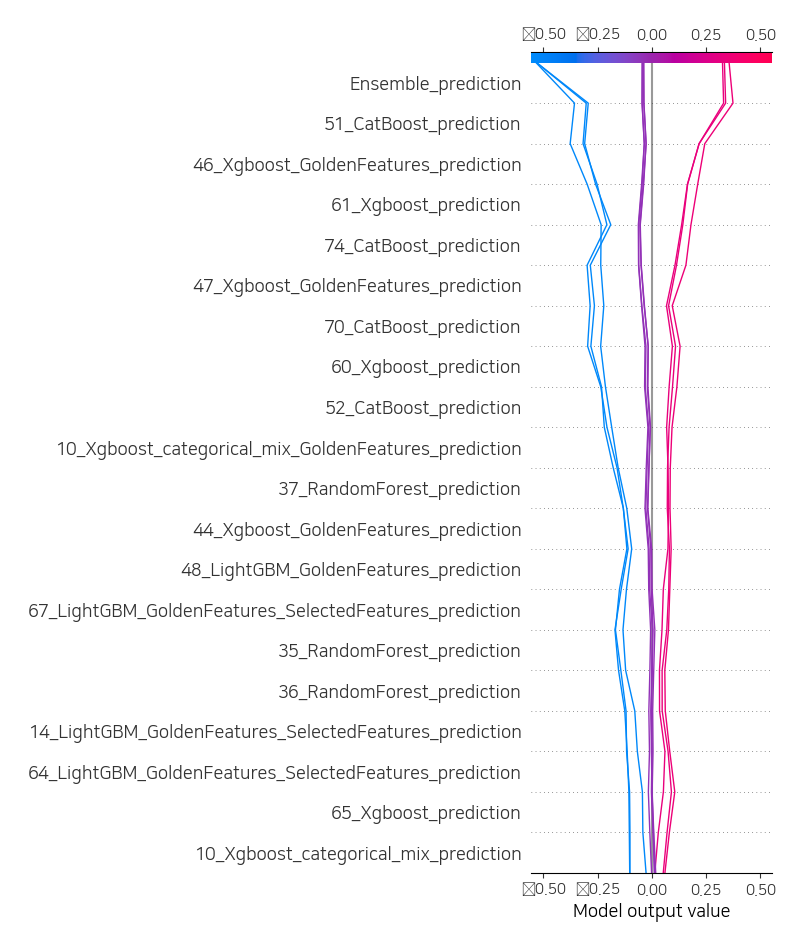 0.50 0.25 0.00 0.25 0.50
Ensemble_prediction
51_CatBoost_prediction
46_Xgboost_GoldenFeatures_prediction
61_Xgboost_prediction
74_CatBoost_prediction
47_Xgboost_GoldenFeatures_prediction
70_CatBoost_prediction
60_Xgboost_prediction
52_CatBoost_prediction
10_Xgboost_categorical_mix_GoldenFeatures_prediction
37_RandomForest_prediction
44_Xgboost_GoldenFeatures_prediction
48_LightGBM_GoldenFeatures_prediction
67_LightGBM_GoldenFeatures_SelectedFeatures_prediction
35_RandomForest_prediction
36_RandomForest_prediction
14_LightGBM_GoldenFeatures_SelectedFeatures_prediction
64_LightGBM_GoldenFeatures_SelectedFeatures_prediction
65_Xgboost_prediction
10_Xgboost_categorical_mix_prediction
0.50 0.25 0.00 0.25 0.50
Model output value